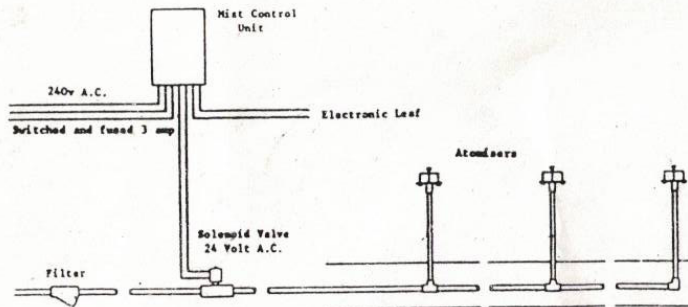 Mist Control
Unit
240v A.C.
Switched and fused 3 amp
Electronic Leaf
Atomisers
Solenoid Valve
24 Volt A.C.
Filter